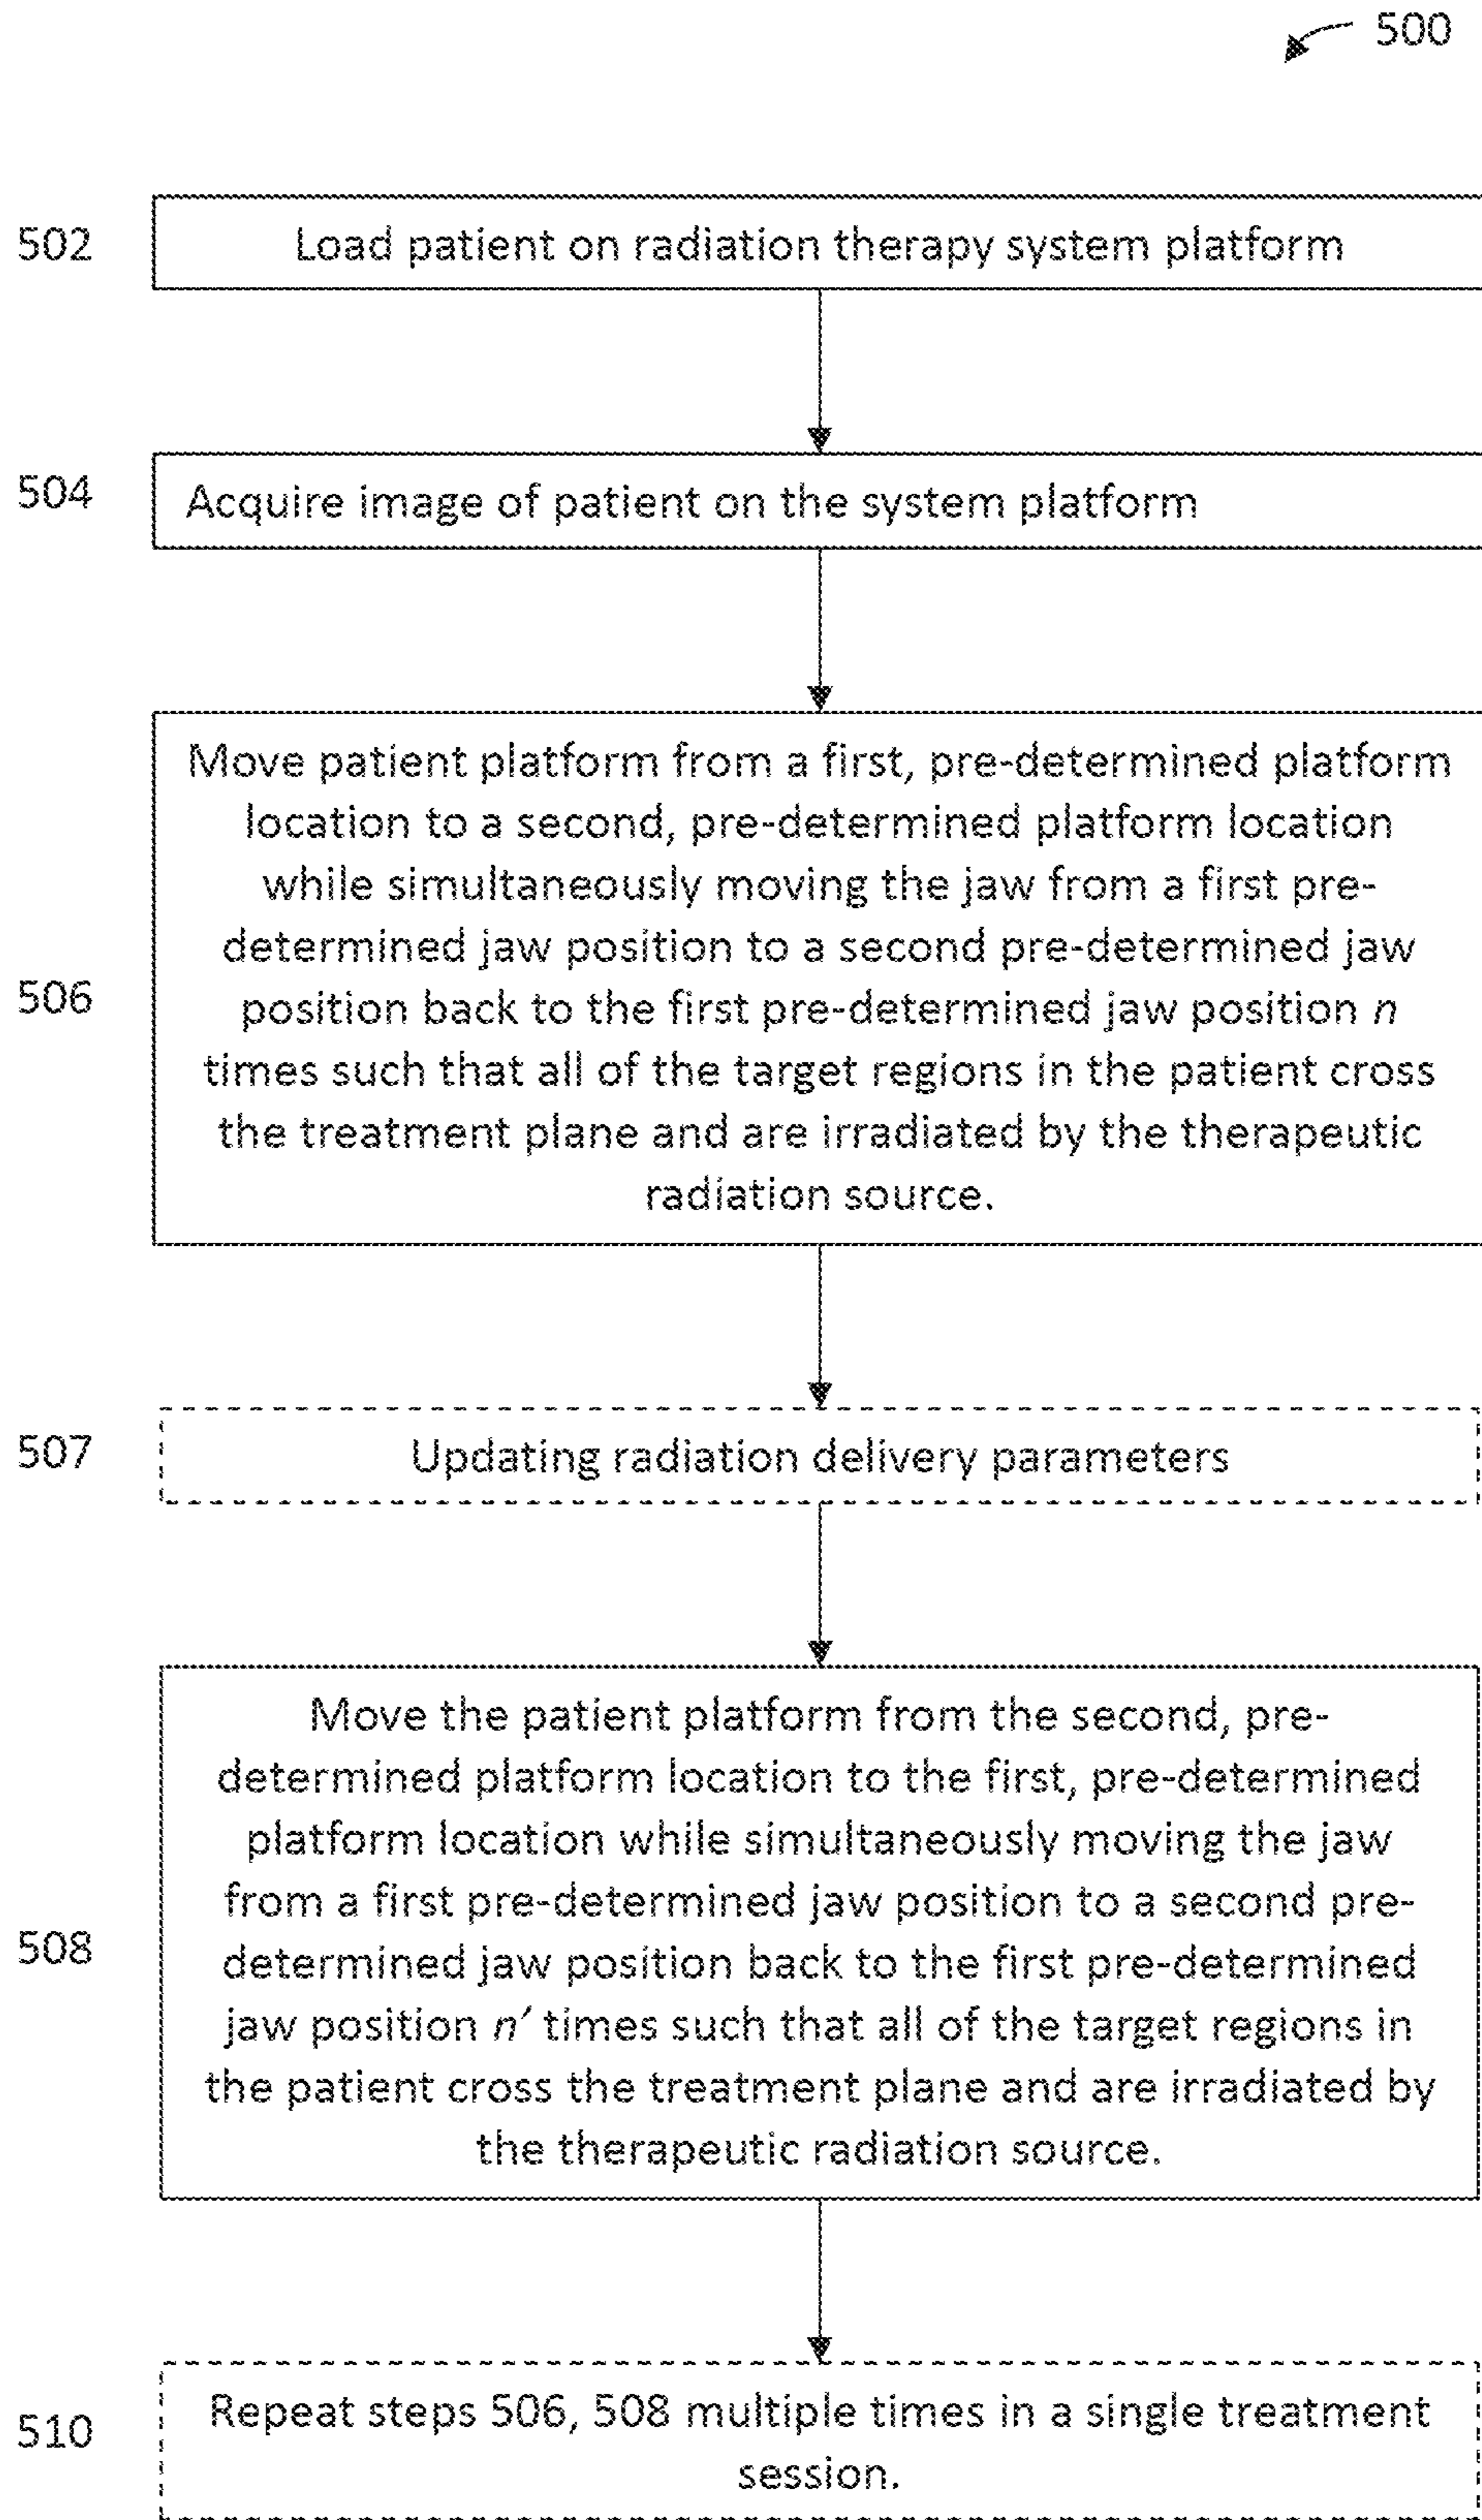 500
502
Load patient on radiation therapy system platform
504
Acquire image of patient on the system platform
506
Move patient platform from a first, pre-determined platform
location to a second, pre-determined platform location
while simultaneously moving the jaw from a first pre-
determined jaw position to a second pre-determined jaw
position back to the first pre-determined jaw position n
times such that all of the target regions in the patient cross
the treatment plane and are irradiated by the therapeutic
radiation source.
507
Updating radiation delivery parameters
508
Move the patient platform from the second, pre-
determined platform location to the first, pre-determined
platform location while simultaneously moving the jaw
from a first pre-determined jaw position to a second pre-
determined jaw position back to the first pre-determined
jaw position n’ times such that all of the target regions in
the patient cross the treatment plane and are irradiated by
the therapeutic radiation source.
510
Repeat steps 506, 508 multiple times in a single treatment
session.